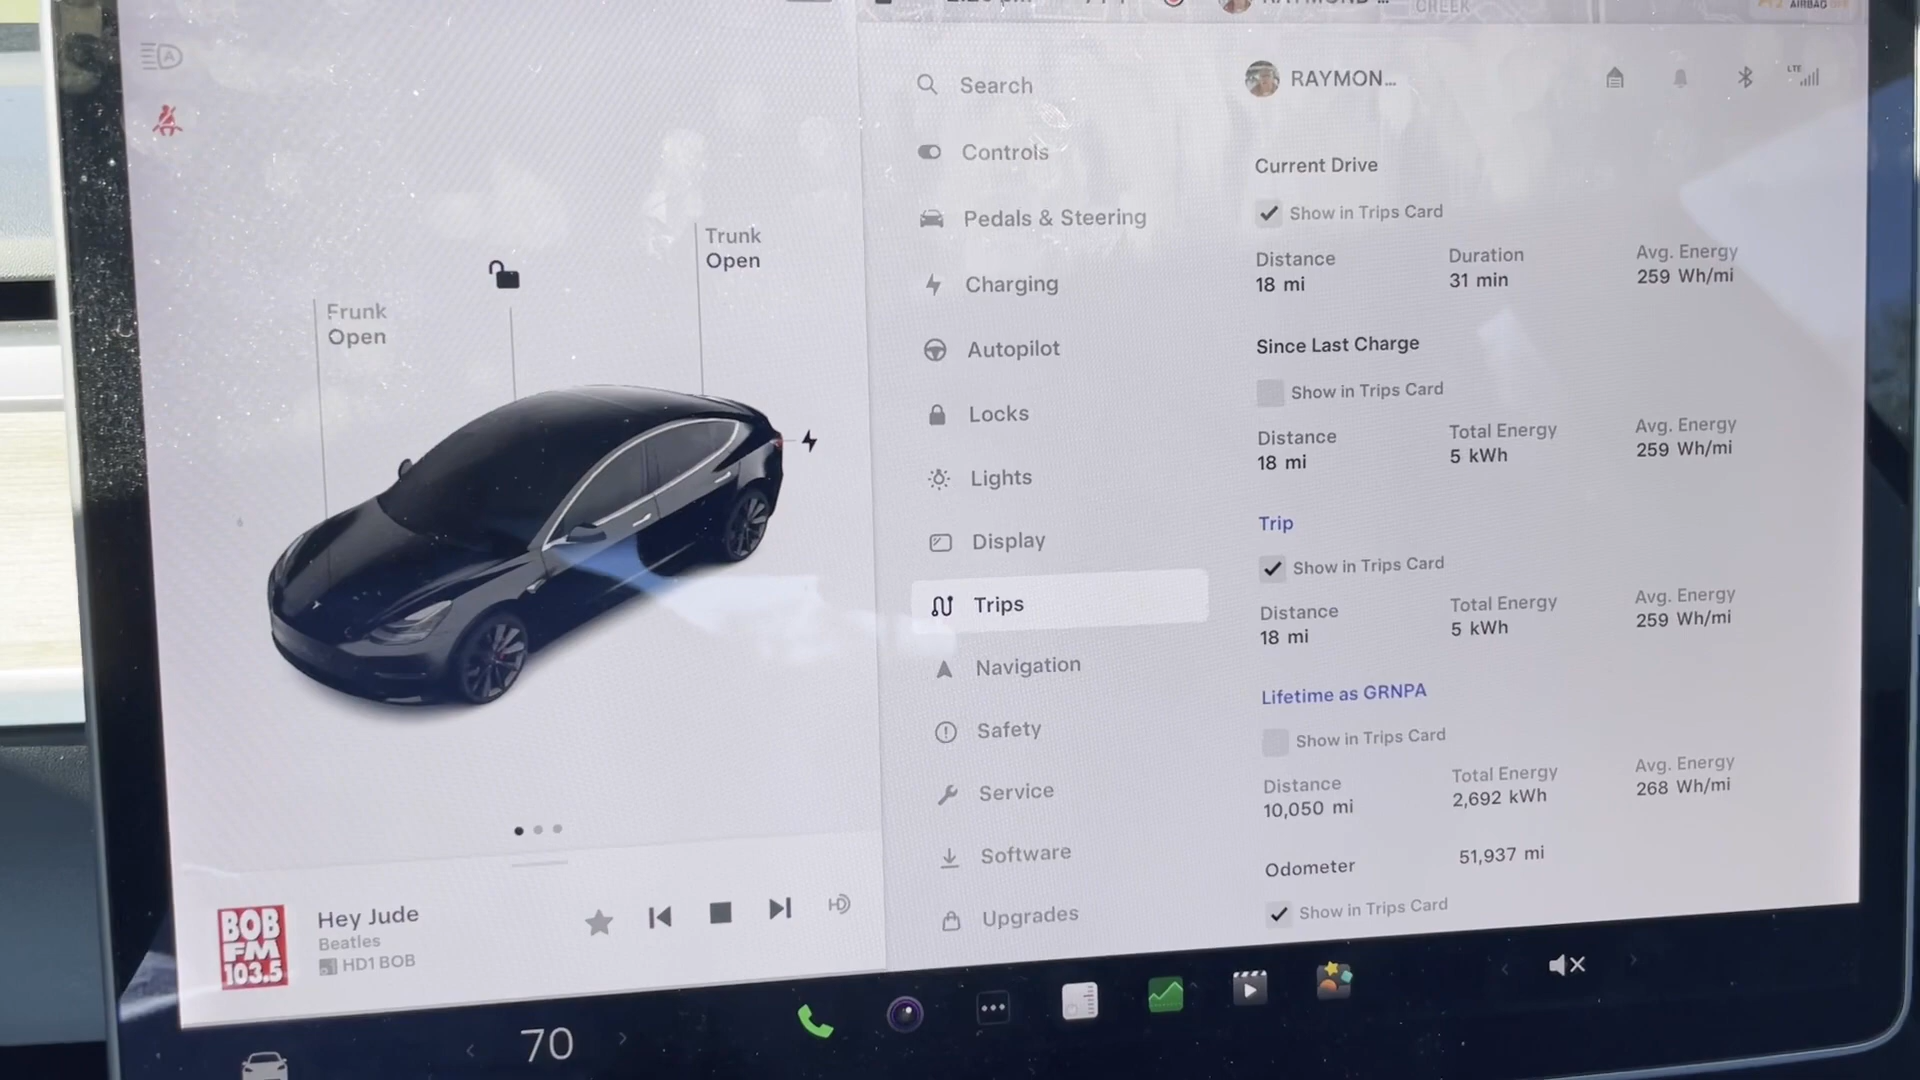 Search
Controls
Pedals & Steering
Charging
Autopilot
Locks
Lights
Display
Trips
Navigation
Safety
Service
Software
Upgrades
RAYMON...
LTE
AIRBAG
CREEK
Trunk
Open
Frunk
Open
Current Drive
Show in Trips Card
Distance Duration Avg. Energy
18 mi 31 min 259 Wh/mi
Since Last Charge
Show in Trips Card
Distance Total Energy Avg. Energy
18 mi 5 kWh 259 Wh/mi
Trip
Show in Trips Card
Distance Total Energy Avg. Energy
18 mi 5 kWh 259 Wh/mi
Lifetime as GRNPA
Show in Trips Card
Distance Total Energy Avg. Energy
10,050 mi 2,692 kWh 268 Wh/mi
Odometer 51,937 mi
Show in Trips Card
BOB
FM
103.5
Hey Jude
Beatles
HD1 BOB
70